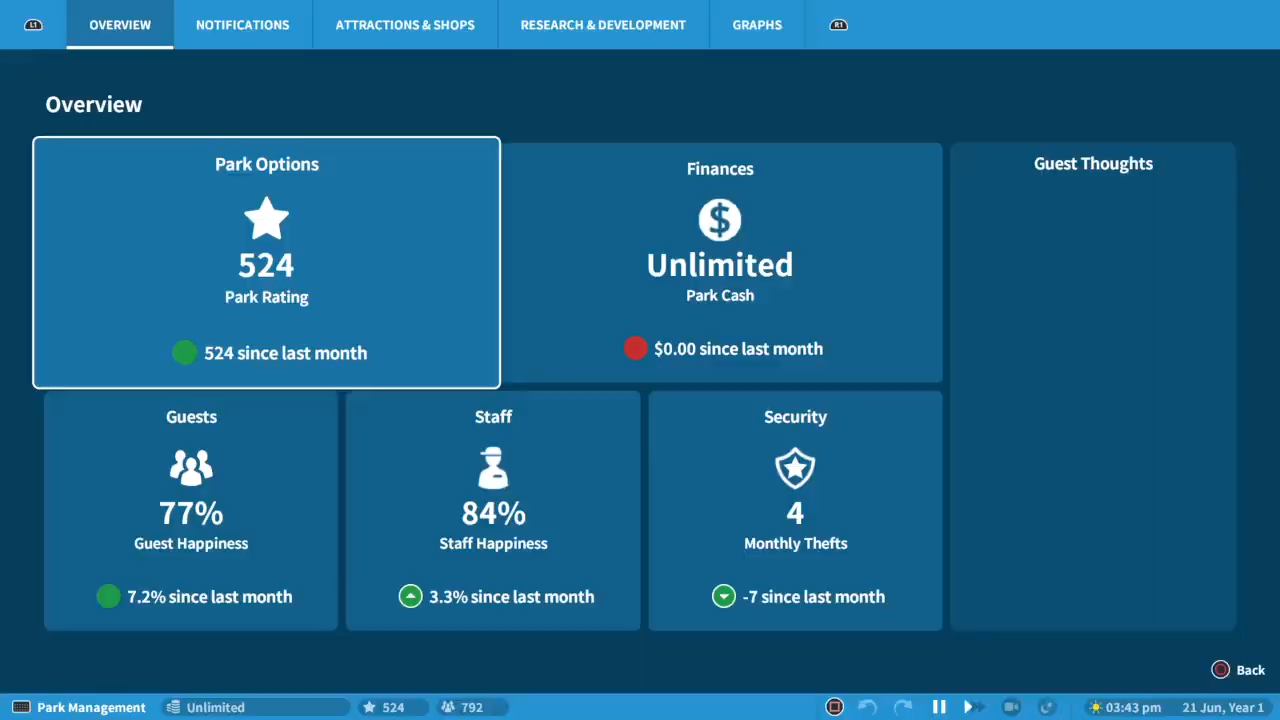 L1
OVERVIEW
NOTIFICATIONS
ATTRACTIONS & SHOPS
RESEARCH & DEVELOPMENT
GRAPHS
R1
Overview
Park Options
524
Park Rating
524 since last month
Finances
$
Unlimited
Park Cash
$0.00 since last month
Guest Thoughts
Guests
77%
Guest Happiness
7.2% since last month
Staff
84%
Staff Happiness
3.3% since last month
Security
4
Monthly Thefts
-7 since last month
Back
Park Management
Unlimited
524
792
03:43 pm
21 Jun, Year 1